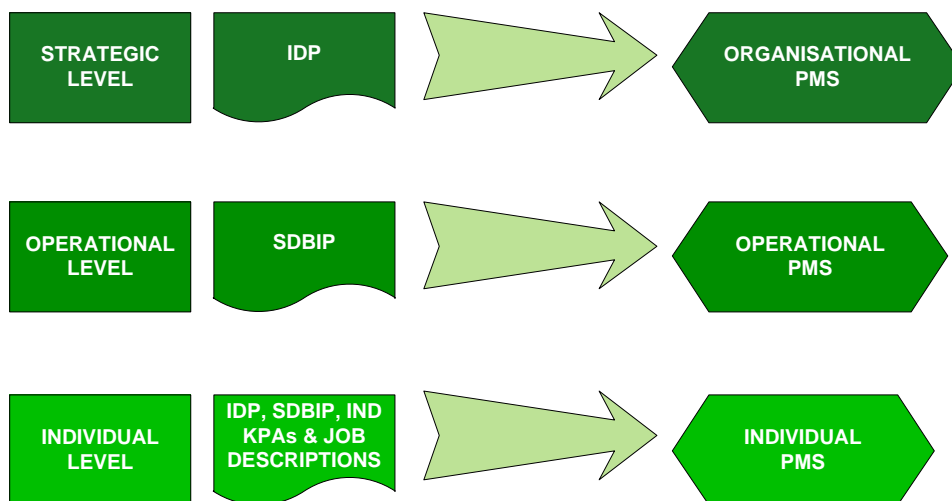 STRATEGIC
LEVEL
IDP
ORGANISATIONAL
PMS
OPERATIONAL
LEVEL
SDBIP
OPERATIONAL
PMS
INDIVIDUAL
LEVEL
IDP, SDBIP, IND
KPAs & JOB
DESCRIPTIONS
INDIVIDUAL
PMS